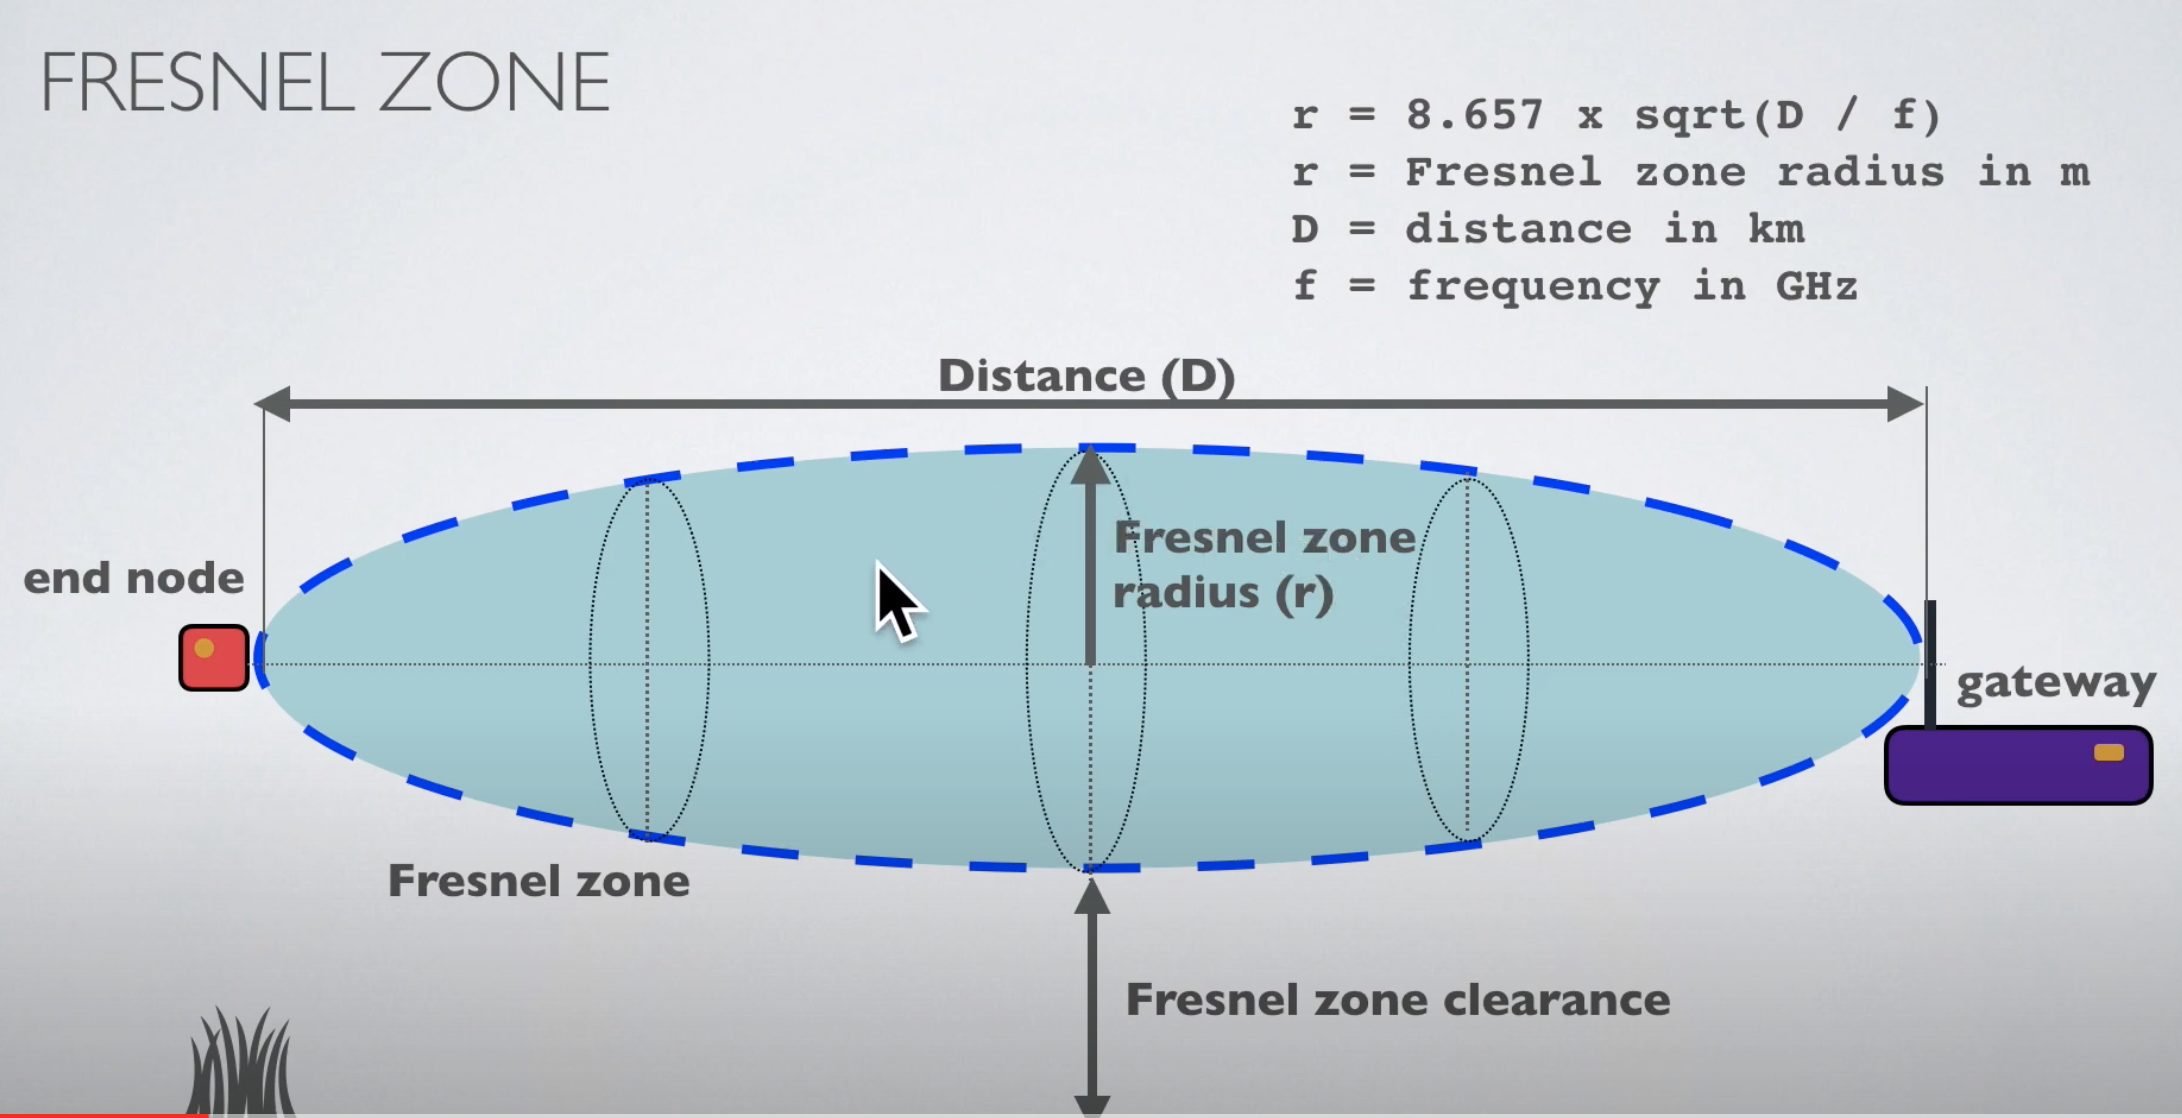 FRESNEL ZONE
r = 8.657 x sqrt(D / f)
r = Fresnel zone radius in m
D = distance in km
f = frequency in GHz
Distance (D)
Fresnel zone
radius (r)
end node
gateway
Fresnel zone
Fresnel zone clearance